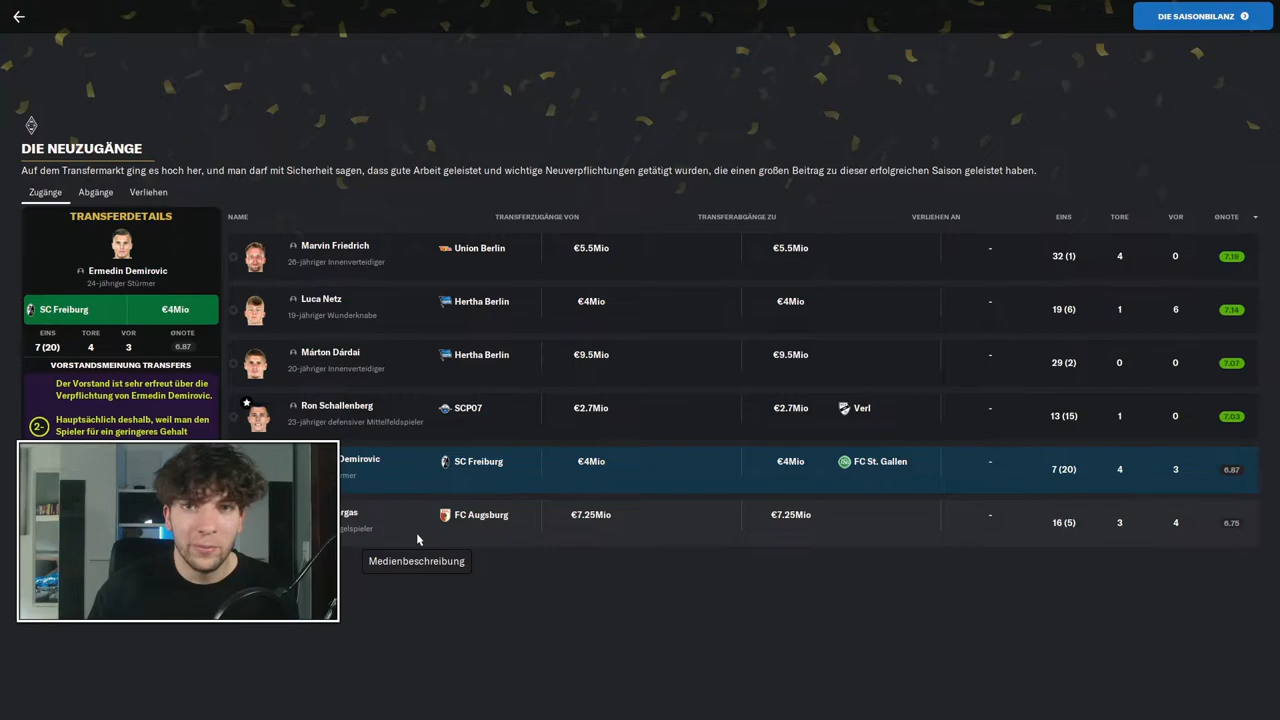 DIE SAISONBILANZ
DIE NEUZUGÄNGE
Auf dem Transfermarkt ging es hoch her, und man darf mit Sicherheit sagen, dass gute Arbeit geleistet und wichtige Neuverpflichtungen getätigt wurden, die einen großen Beitrag zu dieser erfolgreichen Saison geleistet haben.
Zugänge Abgänge Verliehen
TRANSFERDETAILS
Ermedin Demirovic
24-jähriger Stürmer
SC Freiburg €4Mio
EINS TORE VOR ØNOTE
7 (20) 4 3 6.87
VORSTANDSMEINUNG TRANSFERS
Der Vorstand ist sehr erfreut über die
Verpflichtung von Ermedin Demirovic.
2-
Hauptsächlich deshalb, weil man den
Spieler für ein geringeres Gehalt
NAME TRANSFERZUGÄNGE VON TRANSFERABGÄNGE ZU VERLIEHEN AN EINS TORE VOR ØNOTE
Marvin Friedrich Union Berlin €5.5Mio €5.5Mio - 32 (1) 4 0 7.19
26-jähriger Innenverteidiger
Luca Netz Hertha Berlin €4Mio €4Mio - 19 (6) 1 6 7.14
19-jähriger Wunderknabe
Márton Dárdai Hertha Berlin €9.5Mio €9.5Mio - 29 (2) 0 0 7.07
20-jähriger Innenverteidiger
Ron Schallenberg SCP07 €2.7Mio €2.7Mio Verl - 13 (15) 1 0 7.03
23-jähriger defensiver Mittelfeldspieler
Demirovic SC Freiburg €4Mio €4Mio FC St. Gallen - 7 (20) 4 3 6.87
rmer
rgas FC Augsburg €7.25Mio €7.25Mio - 16 (5) 3 4 6.75
gelspieler
Medienbeschreibung